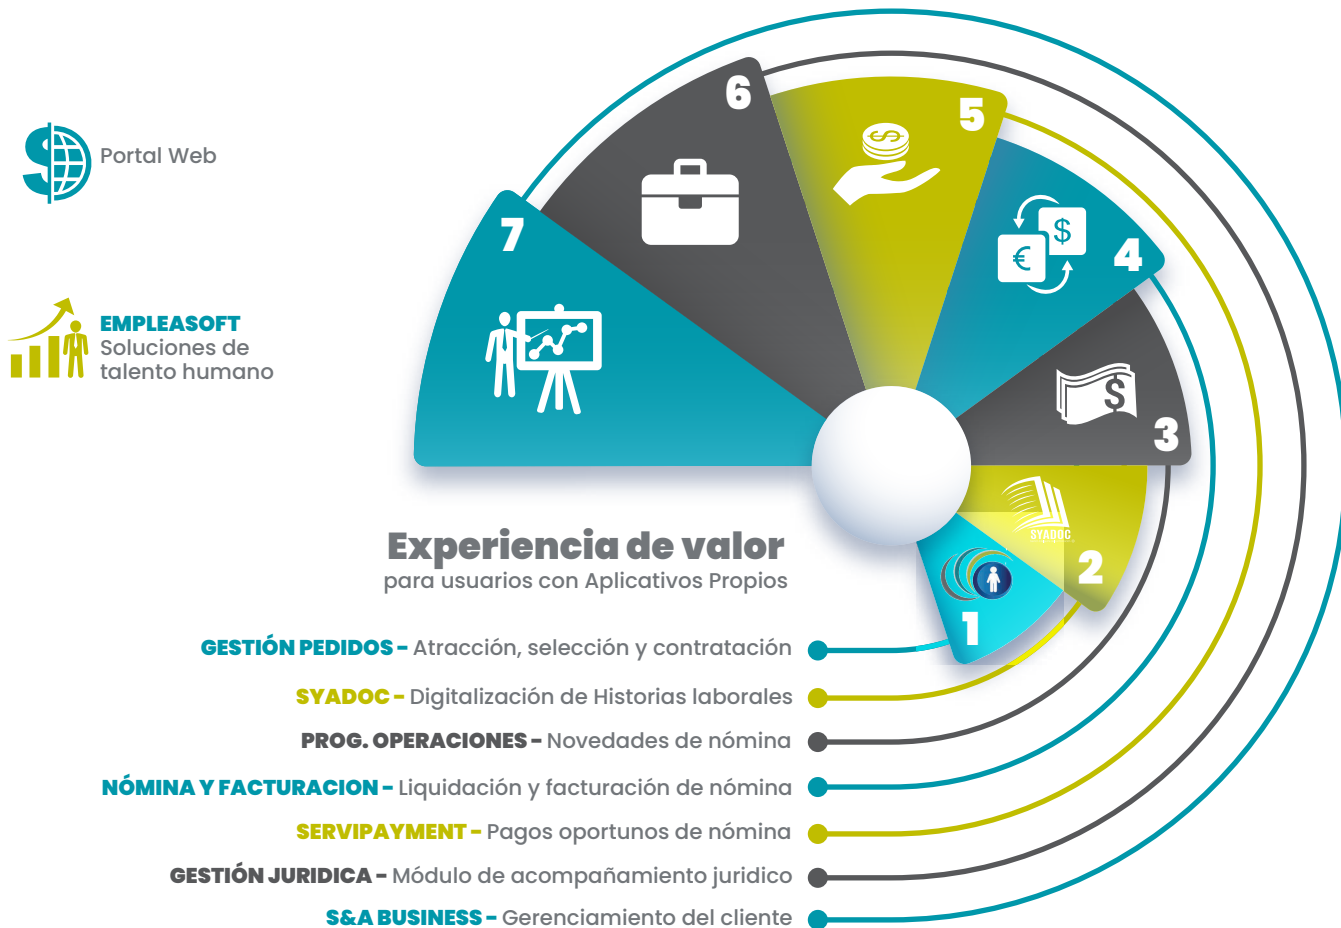 Portal Web
EMPLEASOFT
Soluciones de
talento humano
7
6
5
4
3
2
1
$
€
$
$
SYADOC
Experiencia de valor
para usuarios con Aplicativos Propios
GESTIÓN PEDIDOS - Atracción, selección y contratación
SYADOC - Digitalización de Historias laborales
PROG. OPERACIONES - Novedades de nómina
NÓMINA Y FACTURACION - Liquidación y facturación de nómina
SERVIPAYMENT - Pagos oportunos de nómina
GESTIÓN JURIDICA - Módulo de acompañamiento juridico
S&A BUSINESS - Gerenciamiento del cliente